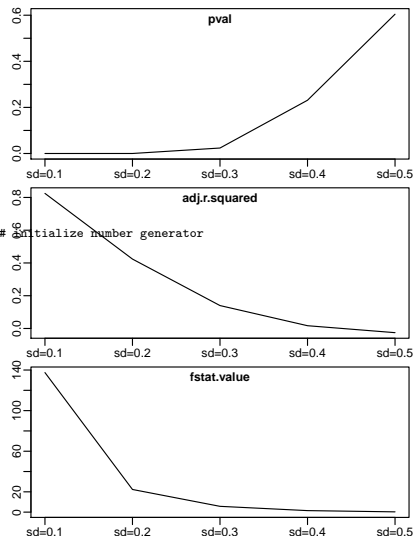 pval
0.6
0.4
0.2
0.0
sd=0.1 sd=0.2 sd=0.3 sd=0.4 sd=0.5
adj.r.squared
0.8
0.6
# initialize number generator
0.2
0.0
sd=0.1 sd=0.2 sd=0.3 sd=0.4 sd=0.5
fstat.value
140
100
60
20
0
sd=0.1 sd=0.2 sd=0.3 sd=0.4 sd=0.5